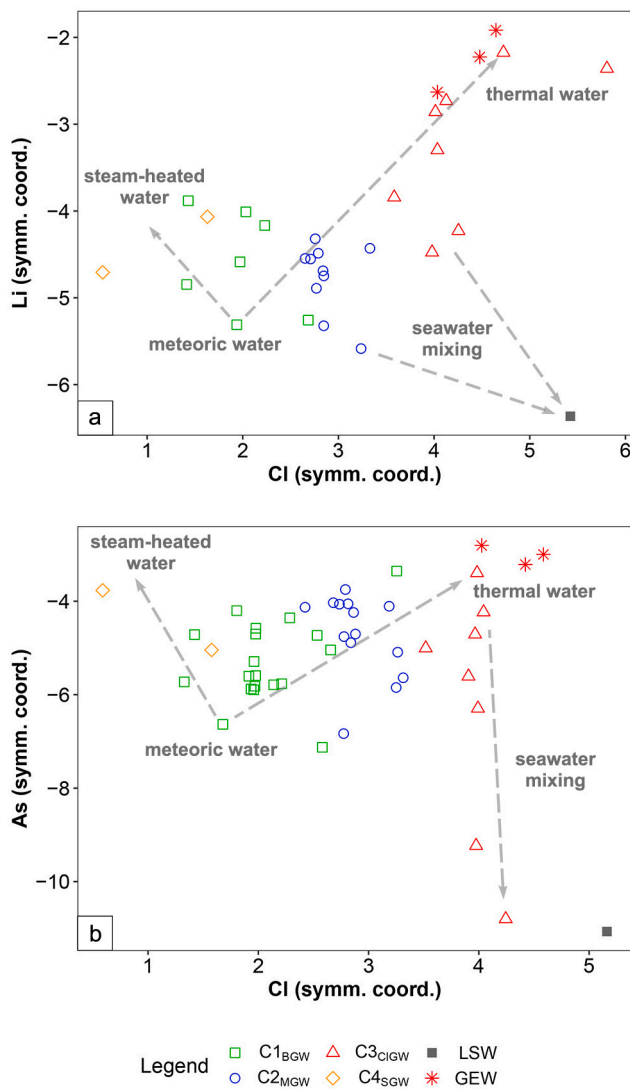 −2
−3
−4
−5
−6
Li (symm. coord.)
thermal water
steam-heated
water
meteoric water
seawater
mixing
a
1 2 3 4 5 6
Cl (symm. coord.)
−4
−6
−8
−10
As (symm. coord.)
steam-heated
water
thermal water
meteoric water
seawater
mixing
b
1 2 3 4 5
Cl (symm. coord.)
Legend
C1BGW C3ClGW LSW
C2MGW C4SGW GEW